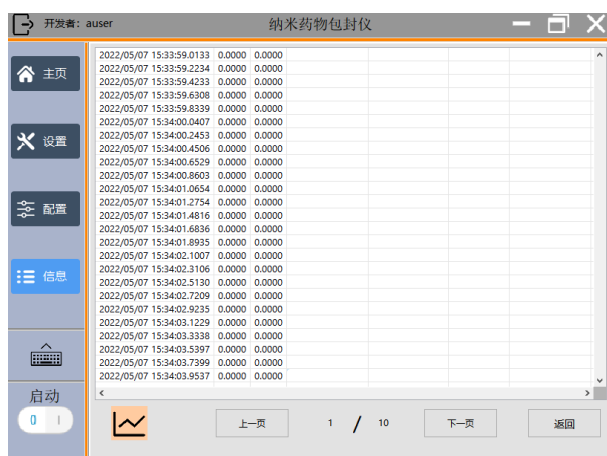 开发者：auser
纳米药物包封仪
主页
设置
配置
信息
启动
2022/05/07 15:33:59.0133 0.0000 0.0000
2022/05/07 15:33:59.2234 0.0000 0.0000
2022/05/07 15:33:59.4233 0.0000 0.0000
2022/05/07 15:33:59.6308 0.0000 0.0000
2022/05/07 15:33:59.8339 0.0000 0.0000
2022/05/07 15:34:00.0407 0.0000 0.0000
2022/05/07 15:34:00.2453 0.0000 0.0000
2022/05/07 15:34:00.4506 0.0000 0.0000
2022/05/07 15:34:00.6529 0.0000 0.0000
2022/05/07 15:34:00.8603 0.0000 0.0000
2022/05/07 15:34:01.0654 0.0000 0.0000
2022/05/07 15:34:01.2754 0.0000 0.0000
2022/05/07 15:34:01.4816 0.0000 0.0000
2022/05/07 15:34:01.6836 0.0000 0.0000
2022/05/07 15:34:01.8935 0.0000 0.0000
2022/05/07 15:34:02.1007 0.0000 0.0000
2022/05/07 15:34:02.3106 0.0000 0.0000
2022/05/07 15:34:02.5130 0.0000 0.0000
2022/05/07 15:34:02.7209 0.0000 0.0000
2022/05/07 15:34:02.9235 0.0000 0.0000
2022/05/07 15:34:03.1229 0.0000 0.0000
2022/05/07 15:34:03.3338 0.0000 0.0000
2022/05/07 15:34:03.5397 0.0000 0.0000
2022/05/07 15:34:03.7399 0.0000 0.0000
2022/05/07 15:34:03.9537 0.0000 0.0000
上一页 1 / 10 下一页 返回